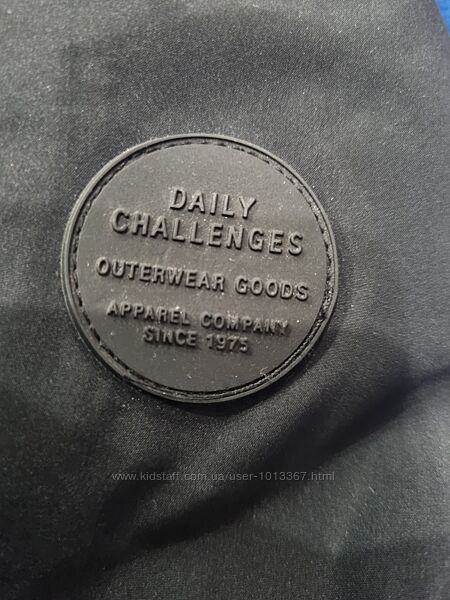 DAILY
CHALLENGES
OUTERWEAR GOODS
APPAREL COMPANY
SINCE 1975
www.kidstaff.com.ua/user-1013367.html